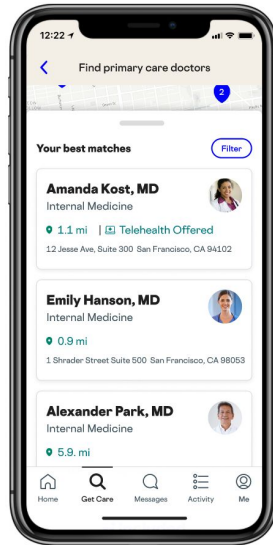 12:22
Find primary care doctors
2
Your best matches
Filter
Amanda Kost, MD
Internal Medicine
1.1 mi | Telehealth Offered
12 Jesse Ave, Suite 300 San Francisco, CA 94102
Emily Hanson, MD
Internal Medicine
0.9 mi
1 Shrader Street Suite 500 San Francisco, CA 98053
Alexander Park, MD
Internal Medicine
5.9. mi
Home Get Care Messages Activity Me